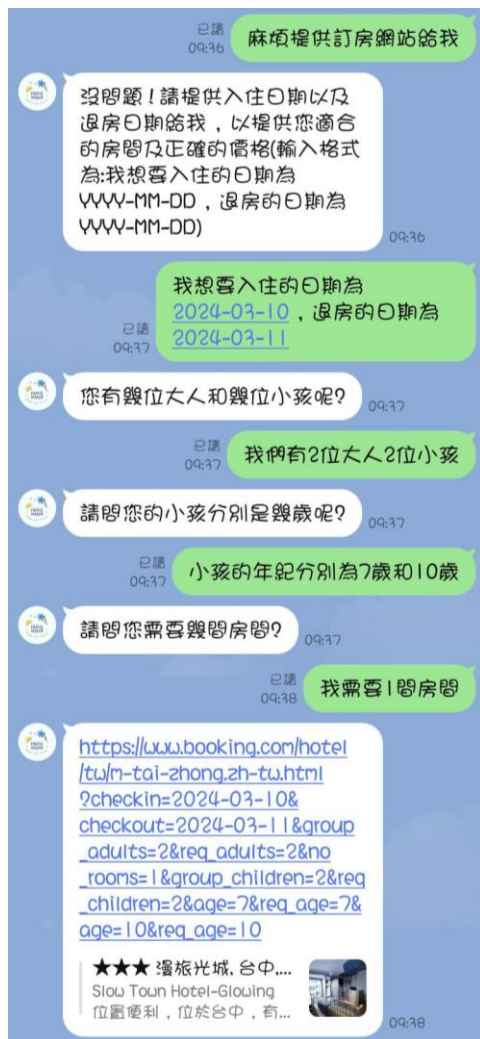 已讀
09:36
麻煩提供訂房網站給我
沒問題！請提供入住日期以及
退房日期給我，以提供您適合
的房間及正確的價格(輸入格式
為:我想要入住的日期為
YYYY-MM-DD，退房的日期為
YYYY-MM-DD)
09:36
我想要入住的日期為
2024-03-10，退房的日期為
2024-03-11
已讀
09:37
您有幾位大人和幾位小孩呢?
09:37
已讀
09:37
我們有2位大人2位小孩
請問您的小孩分別是幾歲呢?
09:37
已讀
09:37
小孩的年紀分別為7歲和10歲
請問您需要幾間房間?
09:37
已讀
09:38
我需要1間房間
https://www.booking.com/hotel
/tw/m-tai-zhong.zh-tw.html
?checkin=2024-03-10&
checkout=2024-03-11&group
_adults=2&req_adults=2&no
_rooms=1&group_children=2&req
_children=2&age=7&req_age=7&
age=10&req_age=10
★★★ 漫旅光城, 台中,...
Slow Town Hotel-Glowing
位置便利，位於台中，有...
09:38